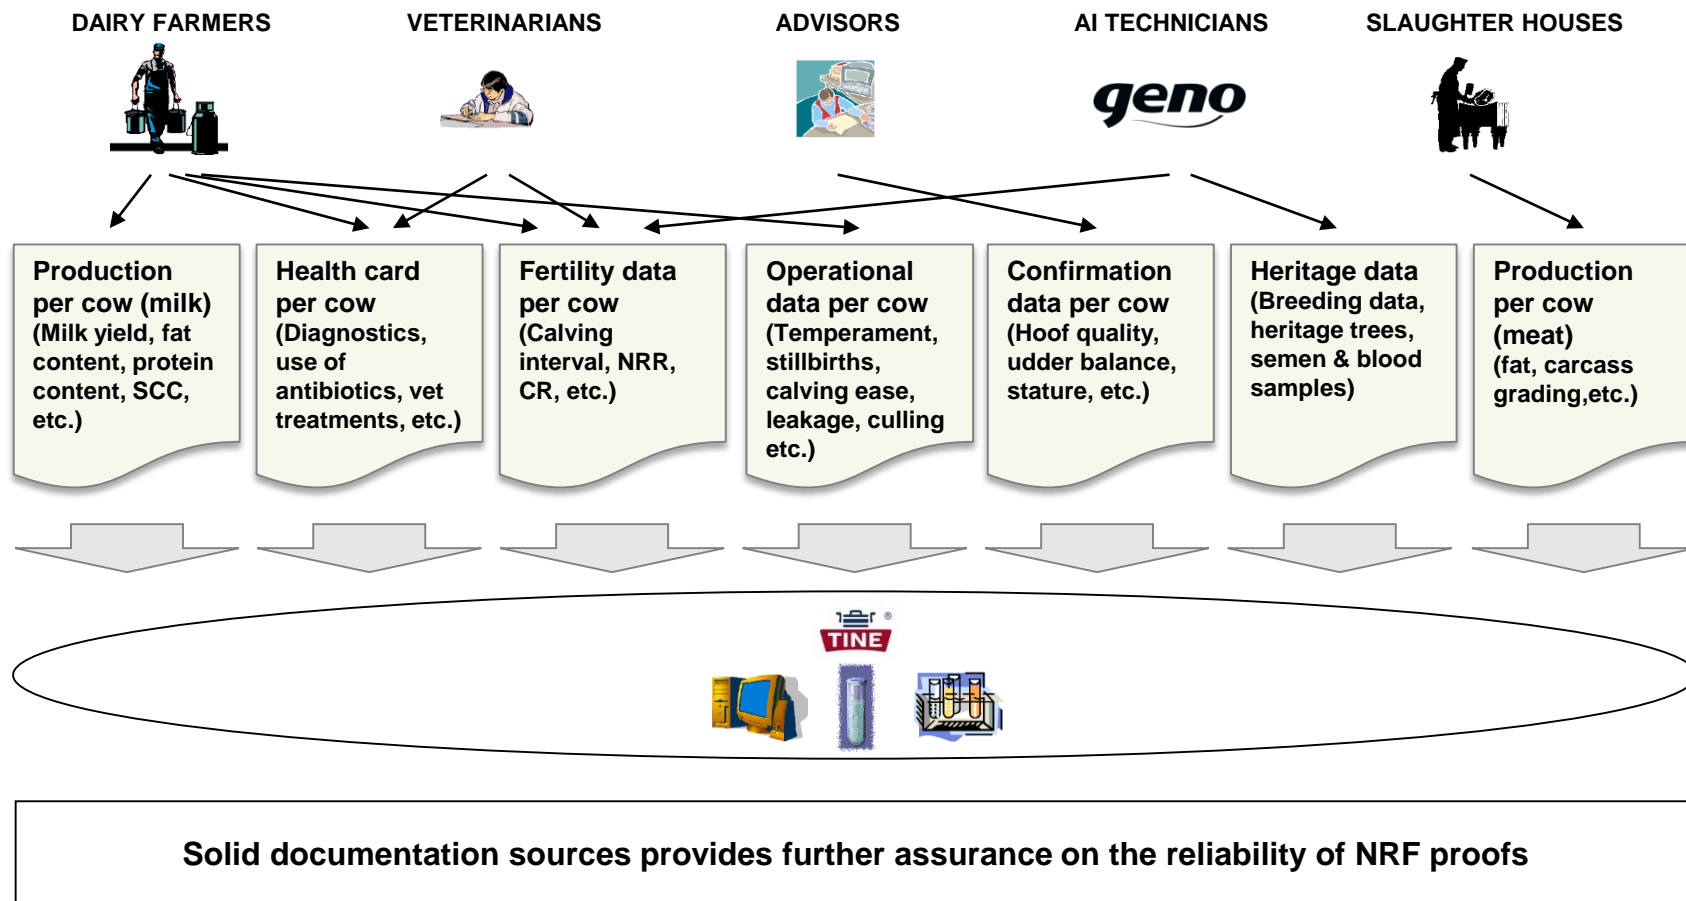 DAIRY FARMERS
VETERINARIANS
ADVISORS
AI TECHNICIANS
SLAUGHTER HOUSES
geno
Production
per cow (milk)
(Milk yield, fat
content, protein
content, SCC,
etc.)
Health card
per cow
(Diagnostics,
use of
antibiotics, vet
treatments, etc.)
Fertility data
per cow
(Calving
interval, NRR,
CR, etc.)
Operational
data per cow
(Temperament,
stillbirths,
calving ease,
leakage, culling
etc.)
Confirmation
data per cow
(Hoof quality,
udder balance,
stature, etc.)
Heritage data
(Breeding data,
heritage trees,
semen & blood
samples)
Production
per cow
(meat)
(fat, carcass
grading,etc.)
®
TINE
Solid documentation sources provides further assurance on the reliability of NRF proofs